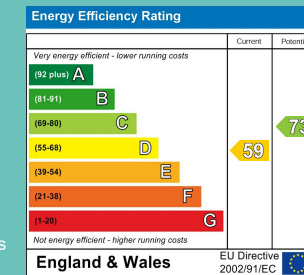 Energy Efficiency Rating
Current
Very energy efficient - lower running costs
(92 plus) A
(81-91) B
(69-80) C
73
(55-68) D
59
(39-54) E
(21-38) F
(1-20) G
Not energy efficient - higher running costs
England & Wales
EU Directive
2002/91/EC